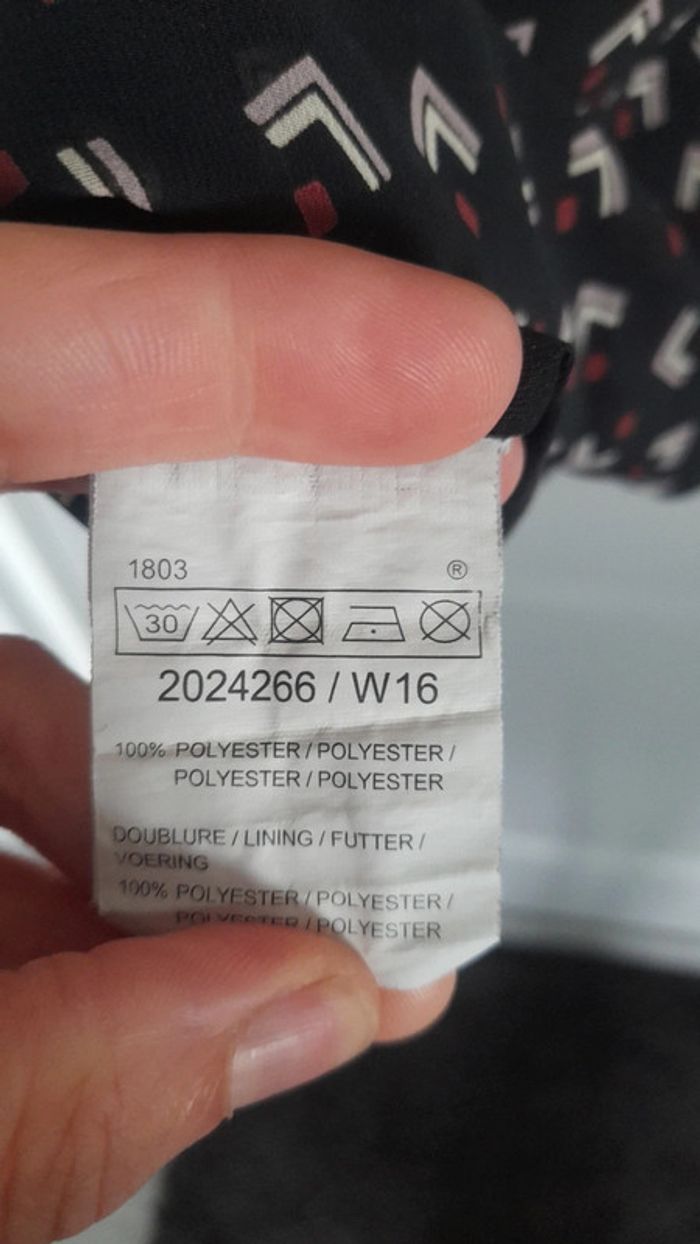 1803 ®
30
2024266 / W16
100% POLYESTER / POLYESTER /
POLYESTER / POLYESTER
DOUBLURE / LINING / FUTTER /
VOERING
100% POLYESTER / POLYESTER /
POLYESTER / POLYESTER